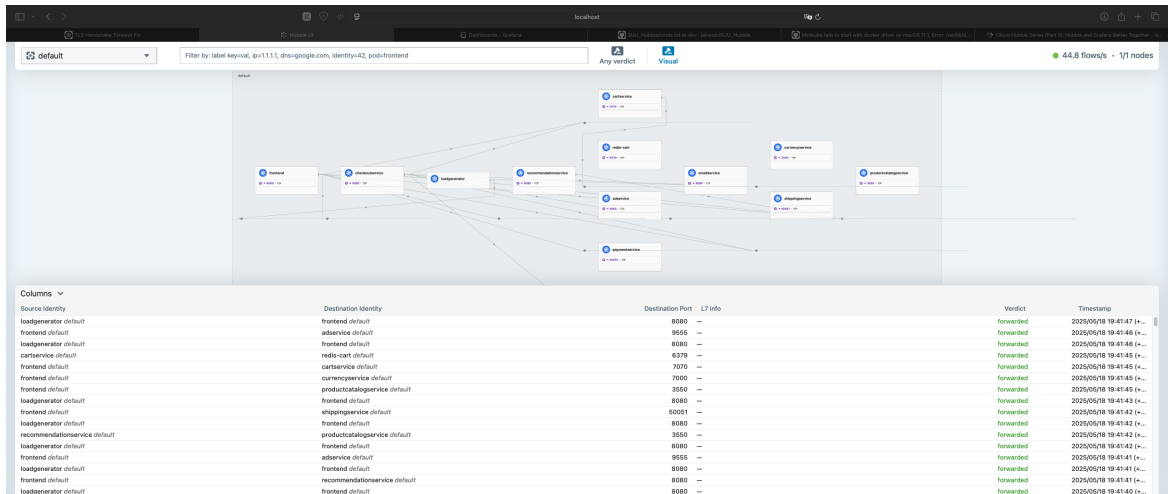 localhost
TLS Handshake Timeout Fix
Hubble UI
Dashboards - Grafana
default
Filter by: label key=val, ip=1.1.1.1, dns=google.com, identity=42, pod=frontend
Any verdict
Visual
44.8 flows/s · 1/1 nodes
default
cartservice
redis-cart
currencyservice
frontend
checkoutservice
loadgenerator
recommendationservice
emailservice
productcatalogservice
adservice
shippingservice
paymentservice
Columns
Source Identity Destination Identity Destination Port L7 info Verdict Timestamp
loadgenerator default frontend default 8080 — forwarded 2025/05/18 19:41:47 (+...
frontend default adservice default 9555 — forwarded 2025/05/18 19:41:46 (+...
loadgenerator default frontend default 8080 — forwarded 2025/05/18 19:41:46 (+...
cartservice default redis-cart default 6379 — forwarded 2025/05/18 19:41:45 (+...
frontend default cartservice default 7070 — forwarded 2025/05/18 19:41:45 (+...
frontend default currencyservice default 7000 — forwarded 2025/05/18 19:41:45 (+...
frontend default productcatalogservice default 3550 — forwarded 2025/05/18 19:41:45 (+...
loadgenerator default frontend default 8080 — forwarded 2025/05/18 19:41:43 (+...
frontend default shippingservice default 50051 — forwarded 2025/05/18 19:41:42 (+...
loadgenerator default frontend default 8080 — forwarded 2025/05/18 19:41:42 (+...
recommendationservice default productcatalogservice default 3550 — forwarded 2025/05/18 19:41:42 (+...
loadgenerator default frontend default 8080 — forwarded 2025/05/18 19:41:42 (+...
frontend default adservice default 9555 — forwarded 2025/05/18 19:41:41 (+...
loadgenerator default frontend default 8080 — forwarded 2025/05/18 19:41:41 (+...
frontend default recommendationservice default 8080 — forwarded 2025/05/18 19:41:41 (+...
loadgenerator default frontend default 8080 — forwarded 2025/05/18 19:41:40 (+...